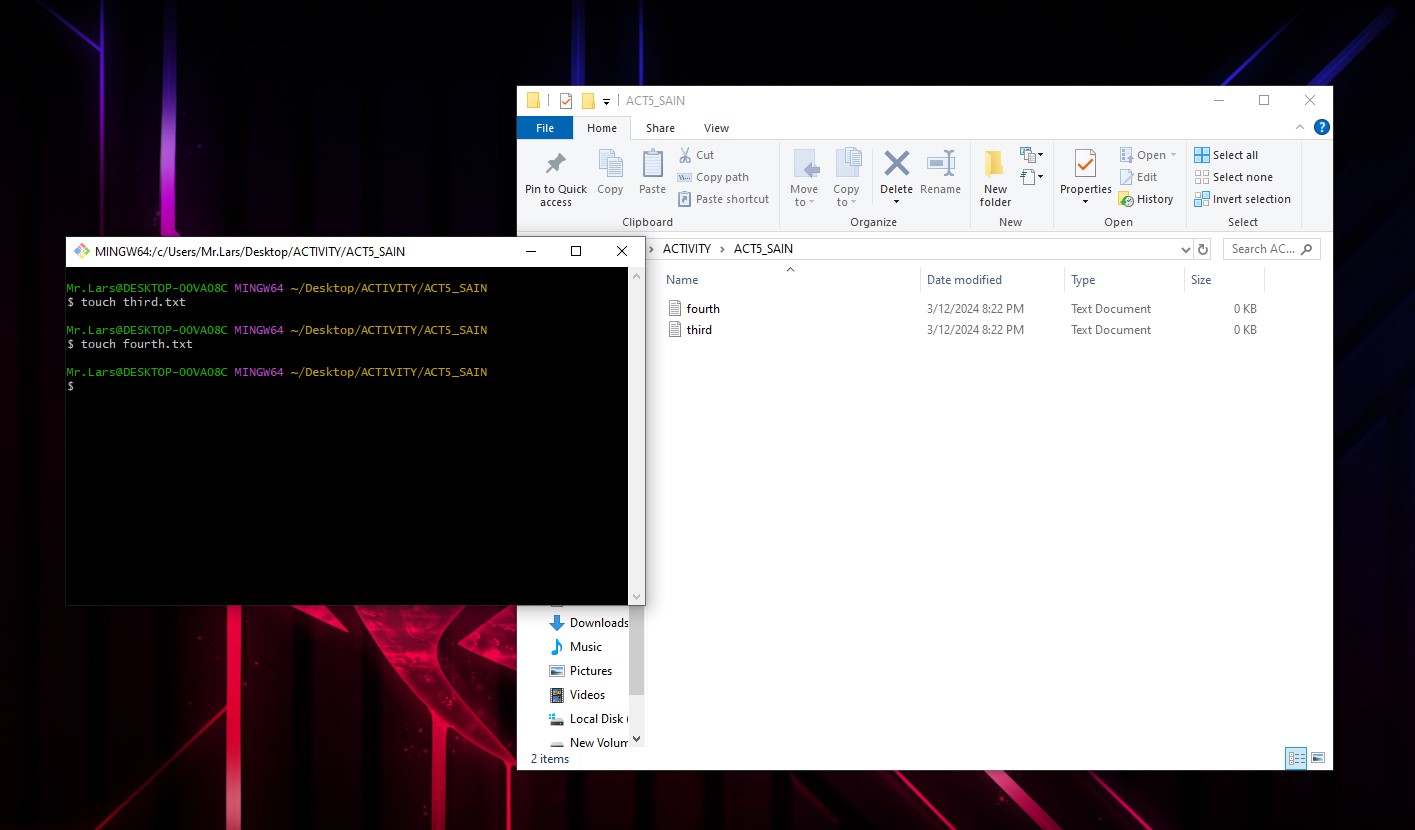 ACT5_SAIN
File Home Share View
Pin to Quick access
Copy
Paste
Cut
Copy path
Paste shortcut
Clipboard
Move to
Copy to
Delete
Rename
Organize
New folder
New
Properties
Open
Edit
History
Open
Select all
Select none
Invert selection
Select
ACTIVITY > ACT5_SAIN
Search AC...
Name Date modified Type Size
fourth 3/12/2024 8:22 PM Text Document 0 KB
third 3/12/2024 8:22 PM Text Document 0 KB
Downloads
Music
Pictures
Videos
Local Disk (
New Volum
2 items
MINGW64:/c/Users/Mr.Lars/Desktop/ACTIVITY/ACT5_SAIN
Mr.Lars@DESKTOP-OOVAO8C MINGW64 ~/Desktop/ACTIVITY/ACT5_SAIN
$ touch third.txt
Mr.Lars@DESKTOP-OOVAO8C MINGW64 ~/Desktop/ACTIVITY/ACT5_SAIN
$ touch fourth.txt
Mr.Lars@DESKTOP-OOVAO8C MINGW64 ~/Desktop/ACTIVITY/ACT5_SAIN
$